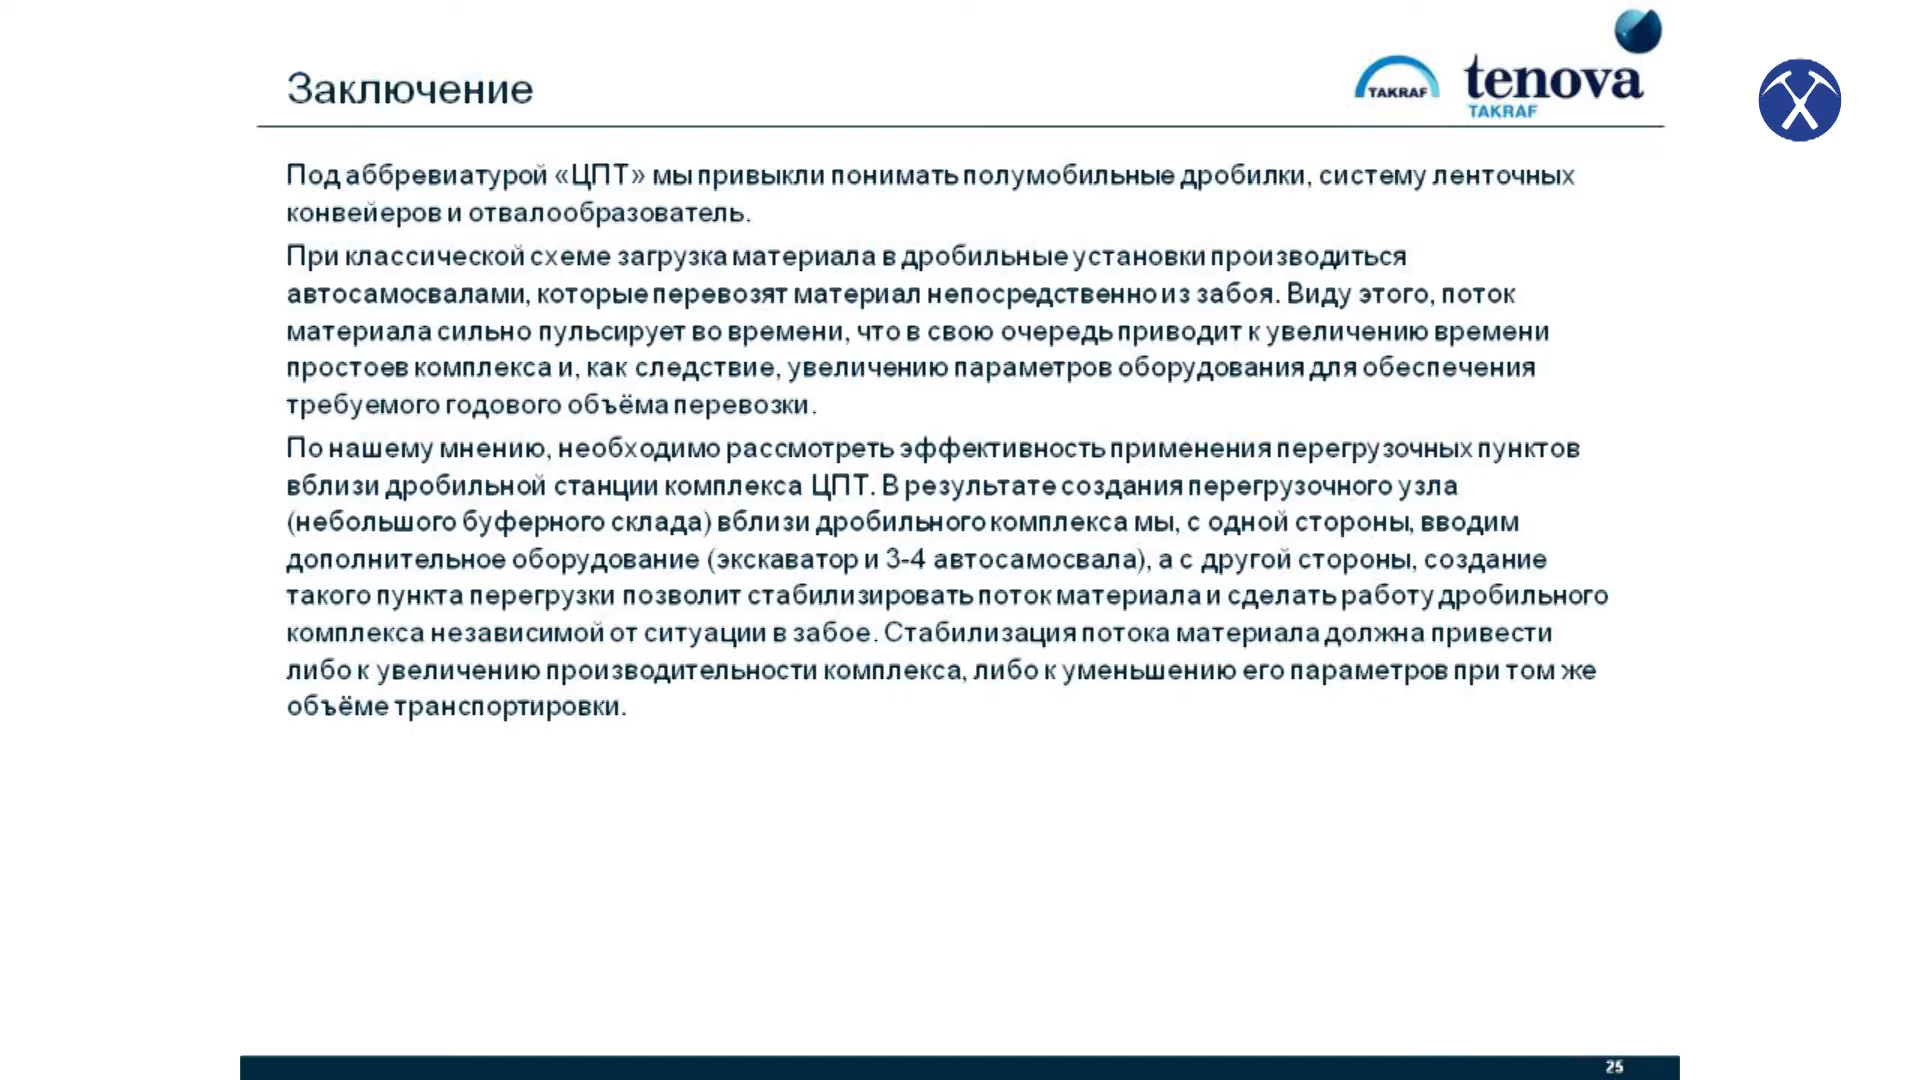 Заключение
TAKRAF
tenova
TAKRAF
Под аббревиатурой «ЦПТ» мы привыкли понимать полумобильные дробилки, систему ленточных
конвейеров и отвалообразователь.
При классической схеме загрузка материала в дробильные установки производиться
автосамосвалами, которые перевозят материал непосредственно из забоя. Виду этого, поток
материала сильно пульсирует во времени, что в свою очередь приводит к увеличению времени
простоев комплекса и, как следствие, увеличению параметров оборудования для обеспечения
требуемого годового объёма перевозки.
По нашему мнению, необходимо рассмотреть эффективность применения перегрузочных пунктов
вблизи дробильной станции комплекса ЦПТ. В результате создания перегрузочного узла
(небольшого буферного склада) вблизи дробильного комплекса мы, с одной стороны, вводим
дополнительное оборудование (экскаватор и 3-4 автосамосвала), а с другой стороны, создание
такого пункта перегрузки позволит стабилизировать поток материала и сделать работу дробильного
комплекса независимой от ситуации в забое. Стабилизация потока материала должна привести
либо к увеличению производительности комплекса, либо к уменьшению его параметров при том же
объёме транспортировки.
25